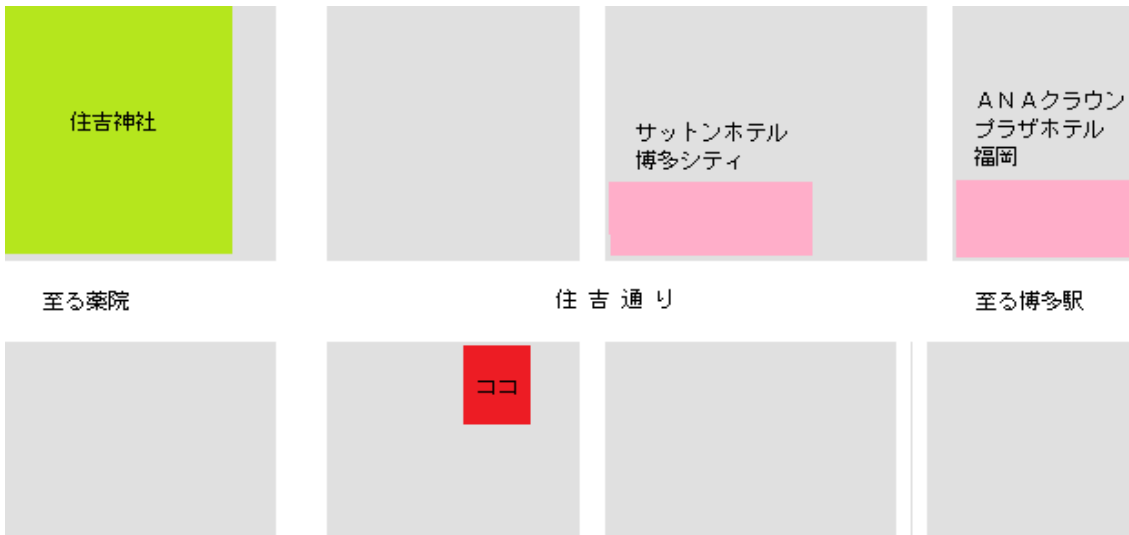 住吉神社
サットンホテル
博多シティ
ＡＮＡクラウン
プラザホテル
福岡
至る薬院
住吉通り
至る博多駅
ココ